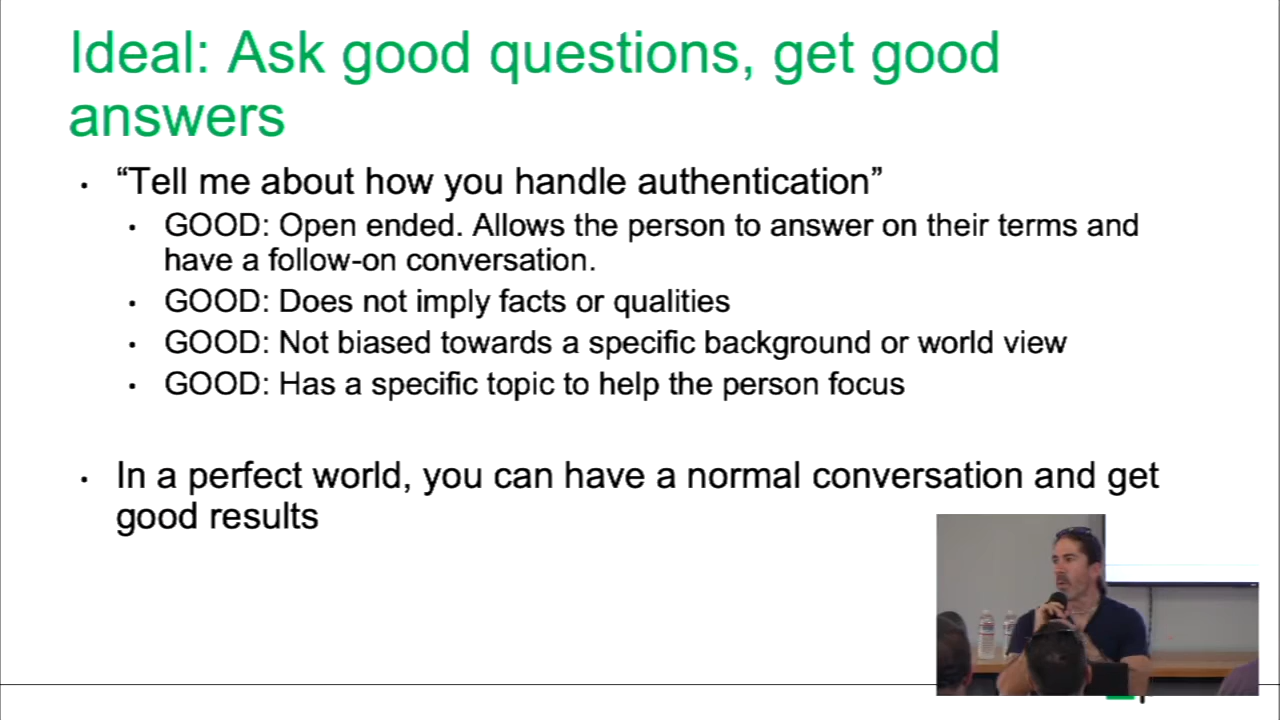 Ideal: Ask good questions, get good
answers
• “Tell me about how you handle authentication”
• GOOD: Open ended. Allows the person to answer on their terms and
have a follow-on conversation.
• GOOD: Does not imply facts or qualities
• GOOD: Not biased towards a specific background or world view
• GOOD: Has a specific topic to help the person focus
• In a perfect world, you can have a normal conversation and get
good results